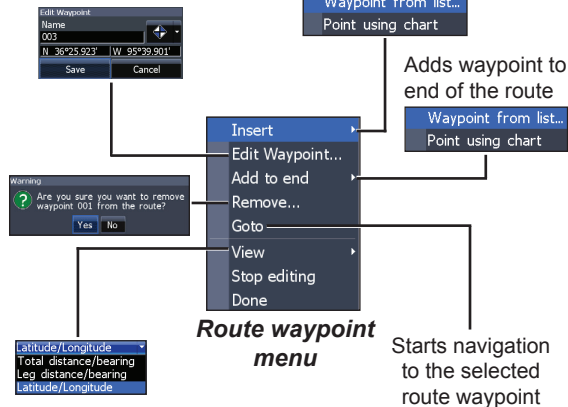 Edit Waypoint
Name
003
N 36°25.923' W 95°39.901'
Save Cancel
Waypoint from list...
Point using chart
Adds waypoint to
end of the route
Waypoint from list...
Point using chart
Insert
Edit Waypoint...
Add to end
Remove...
Goto
View
Stop editing
Done
Warning
Are you sure you want to remove
waypoint 001 from the route?
Yes No
Route waypoint
menu
Latitude/Longitude
Total distance/bearing
Leg distance/bearing
Latitude/Longitude
Starts navigation
to the selected
route waypoint